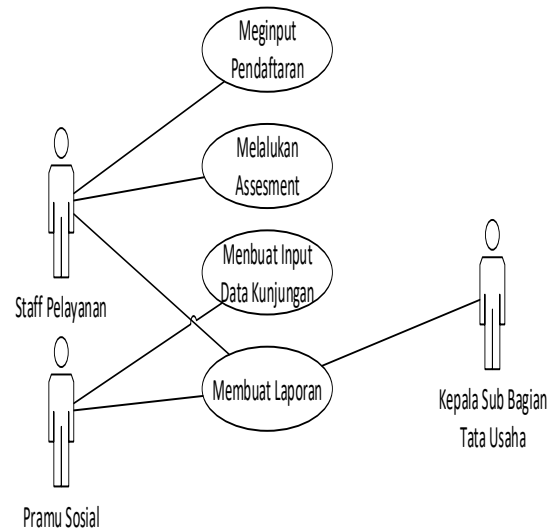 Meginput
Pendaftaran
Melalukan
Assesment
Staff Pelayanan
Menbuat Input
Data Kunjungan
Membuat Laporan
Kepala Sub Bagian
Tata Usaha
Pramu Sosial